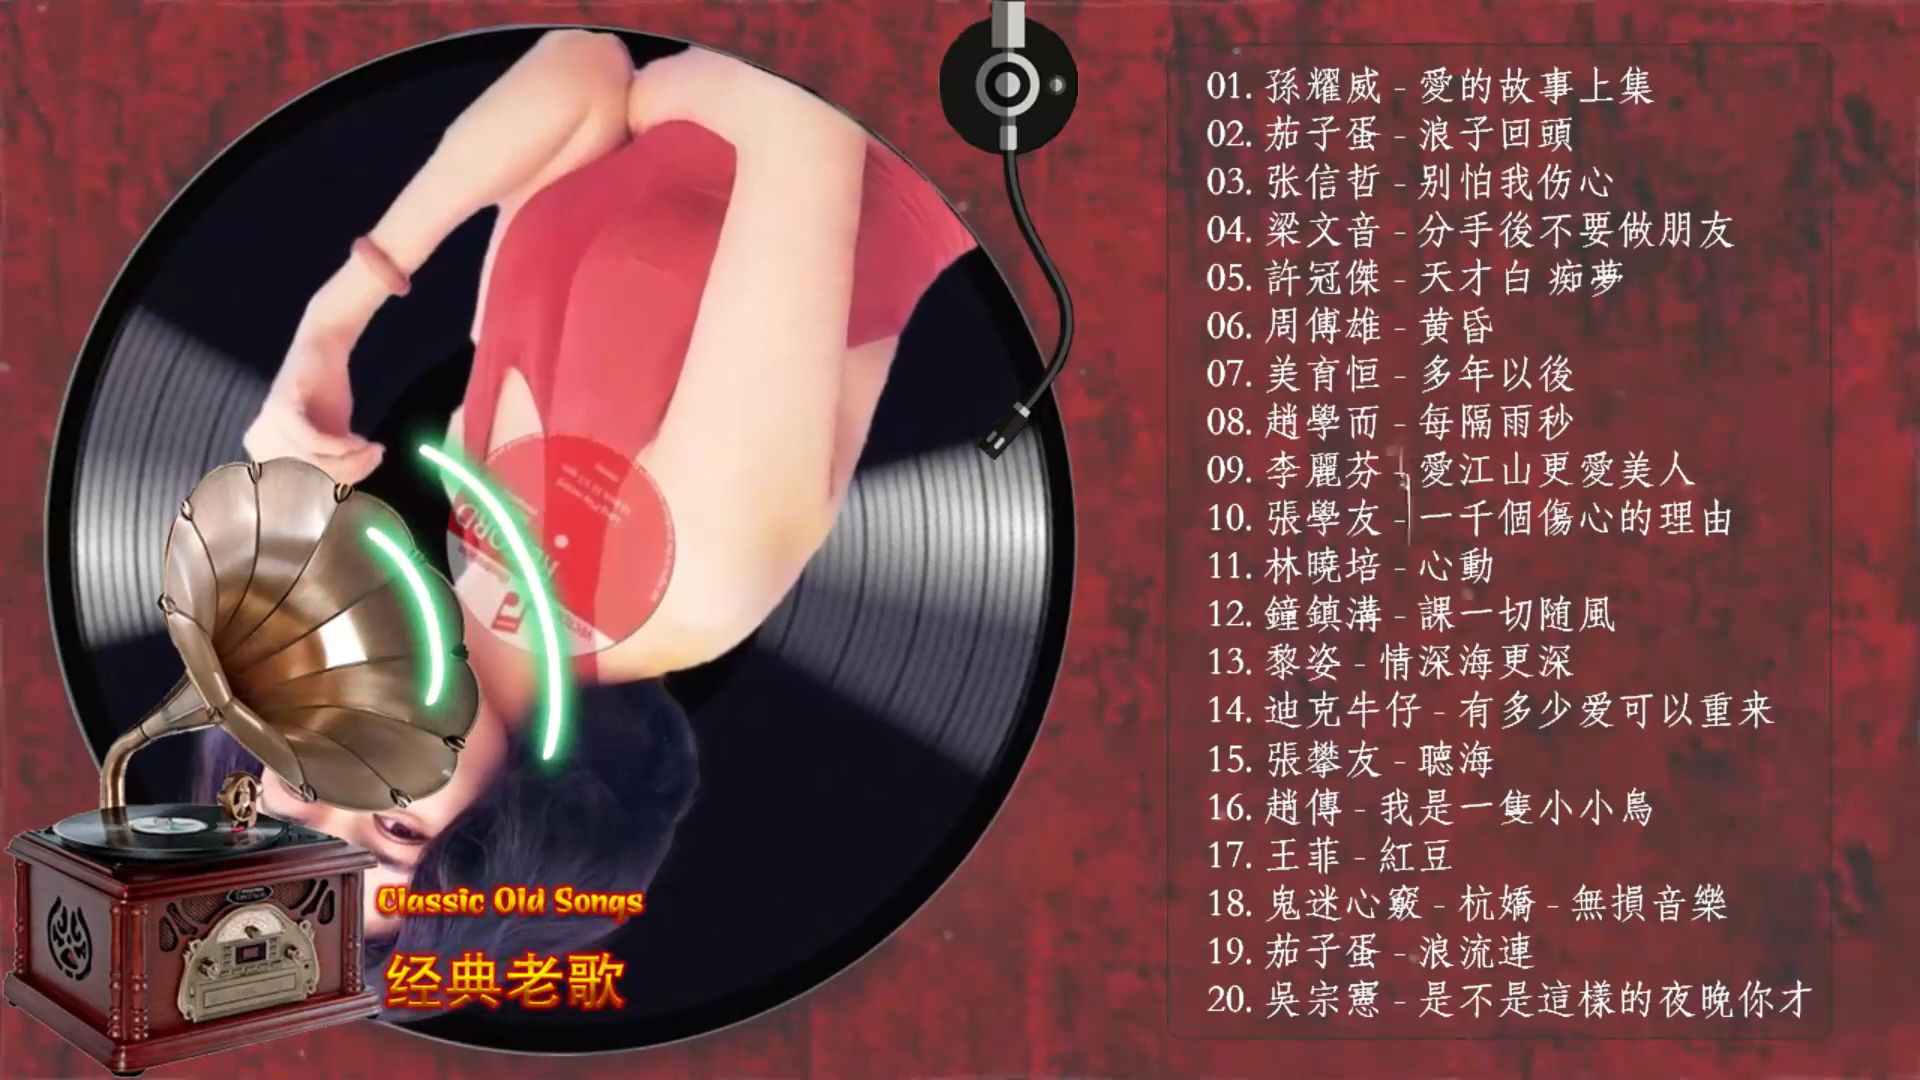 01. 孫耀威 - 愛的故事上集
02. 茄子蛋 - 浪子回頭
03. 张信哲 - 别怕我伤心
04. 梁文音 - 分手後不要做朋友
05. 許冠傑 - 天才白 痴夢
06. 周傳雄 - 黄昏
07. 美育恒 - 多年以後
08. 趙學而 - 每隔雨秒
09. 李麗芬 - 愛江山更愛美人
10. 張學友 - 一千個傷心的理由
11. 林曉培 - 心動
12. 鐘鎮溝 - 課一切随風
13. 黎姿 - 情深海更深
14. 迪克牛仔 - 有多少爱可以重来
15. 張攀友 - 聴海
16. 趙傳 - 我是一隻小小鳥
17. 王菲 - 紅豆
18. 鬼迷心竅 - 杭嬌 - 無損音樂
19. 茄子蛋 - 浪流連
20. 吳宗憲 - 是不是這樣的夜晚你才
Classic Old Songs
经典老歌